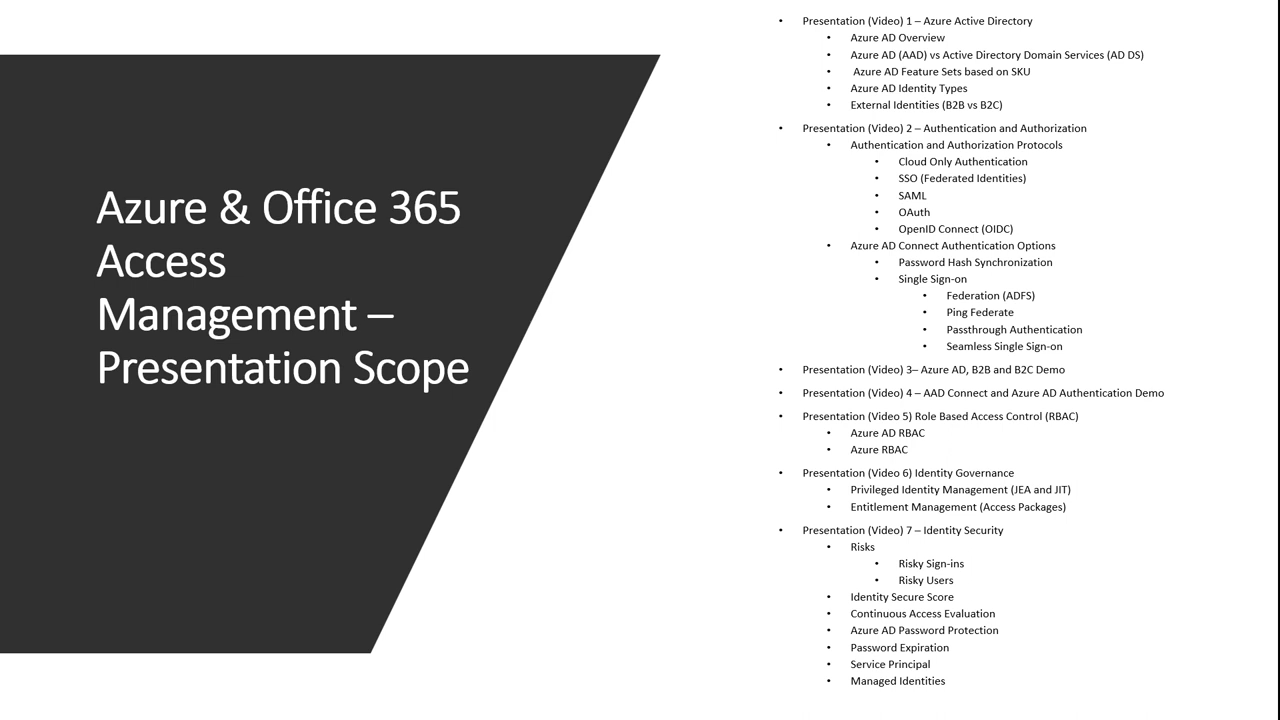 Azure & Office 365
Access
Management –
Presentation Scope
• Presentation (Video) 1 – Azure Active Directory
• Azure AD Overview
• Azure AD (AAD) vs Active Directory Domain Services (AD DS)
• Azure AD Feature Sets based on SKU
• Azure AD Identity Types
• External Identities (B2B vs B2C)
• Presentation (Video) 2 – Authentication and Authorization
• Authentication and Authorization Protocols
• Cloud Only Authentication
• SSO (Federated Identities)
• SAML
• OAuth
• OpenID Connect (OIDC)
• Azure AD Connect Authentication Options
• Password Hash Synchronization
• Single Sign-on
• Federation (ADFS)
• Ping Federate
• Passthrough Authentication
• Seamless Single Sign-on
• Presentation (Video) 3– Azure AD, B2B and B2C Demo
• Presentation (Video) 4 – AAD Connect and Azure AD Authentication Demo
• Presentation (Video 5) Role Based Access Control (RBAC)
• Azure AD RBAC
• Azure RBAC
• Presentation (Video 6) Identity Governance
• Privileged Identity Management (JEA and JIT)
• Entitlement Management (Access Packages)
• Presentation (Video) 7 – Identity Security
• Risks
• Risky Sign-ins
• Risky Users
• Identity Secure Score
• Continuous Access Evaluation
• Azure AD Password Protection
• Password Expiration
• Service Principal
• Managed Identities